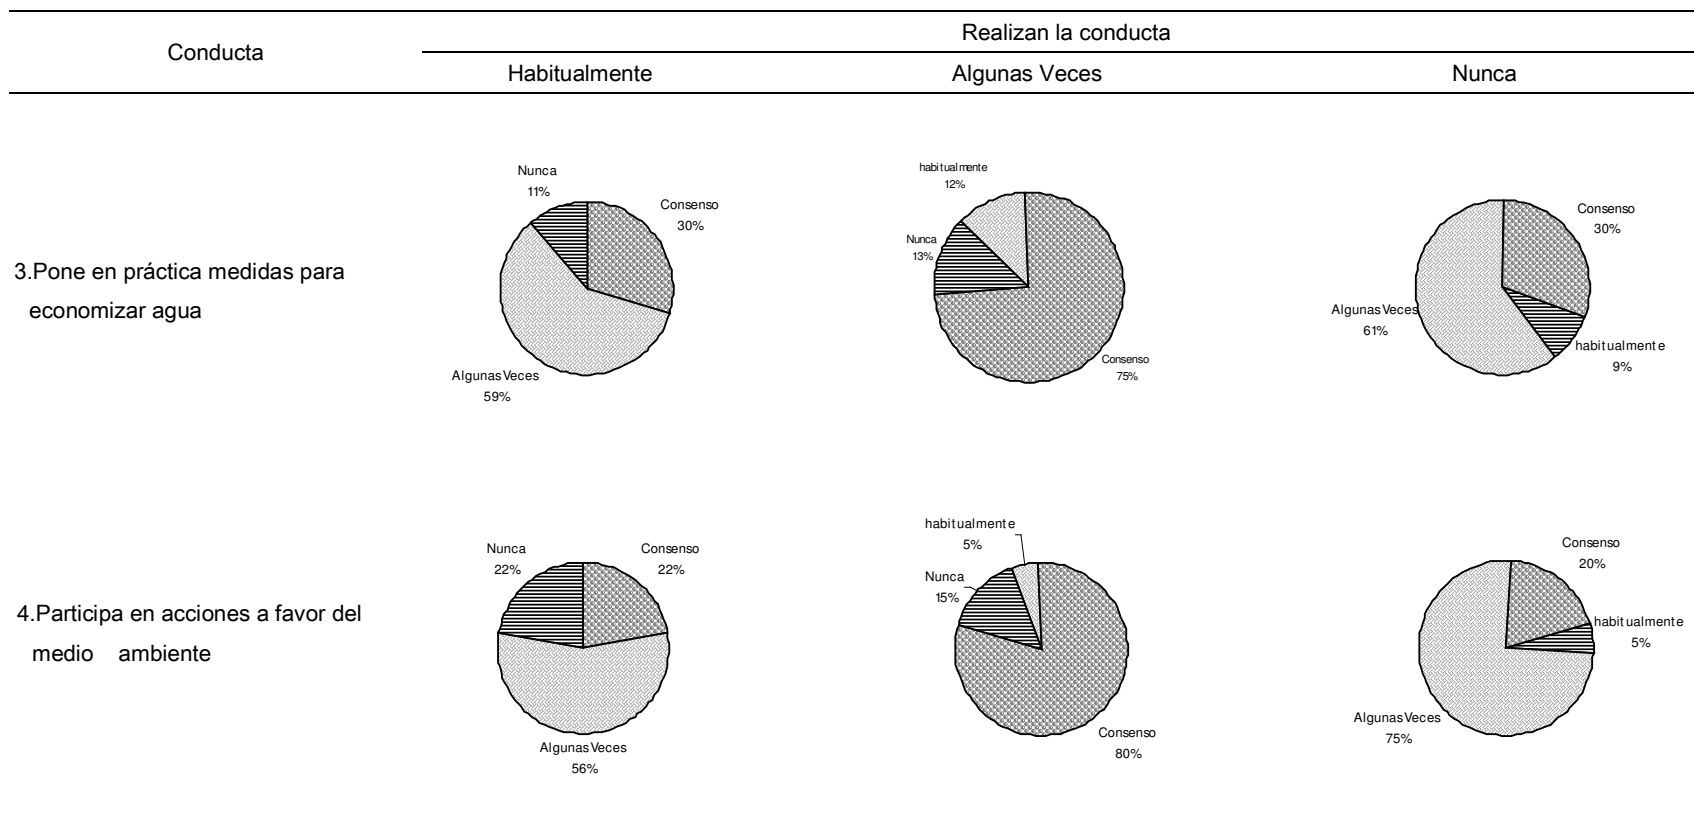 Conducta
Realizan la conducta
Habitualmente
Algunas Veces
Nunca
3.Pone en práctica medidas para
economizar agua
Nunca
11%
Consenso
30%
Algunas Veces
59%
habitualmente
12%
Nunca
13%
Consenso
75%
Consenso
30%
Algunas Veces
61%
habitualmente
9%
4.Participa en acciones a favor del
medio ambiente
Nunca
22%
Consenso
22%
Algunas Veces
56%
habitualmente
5%
Nunca
15%
Consenso
80%
Consenso
20%
habitualmente
5%
Algunas Veces
75%